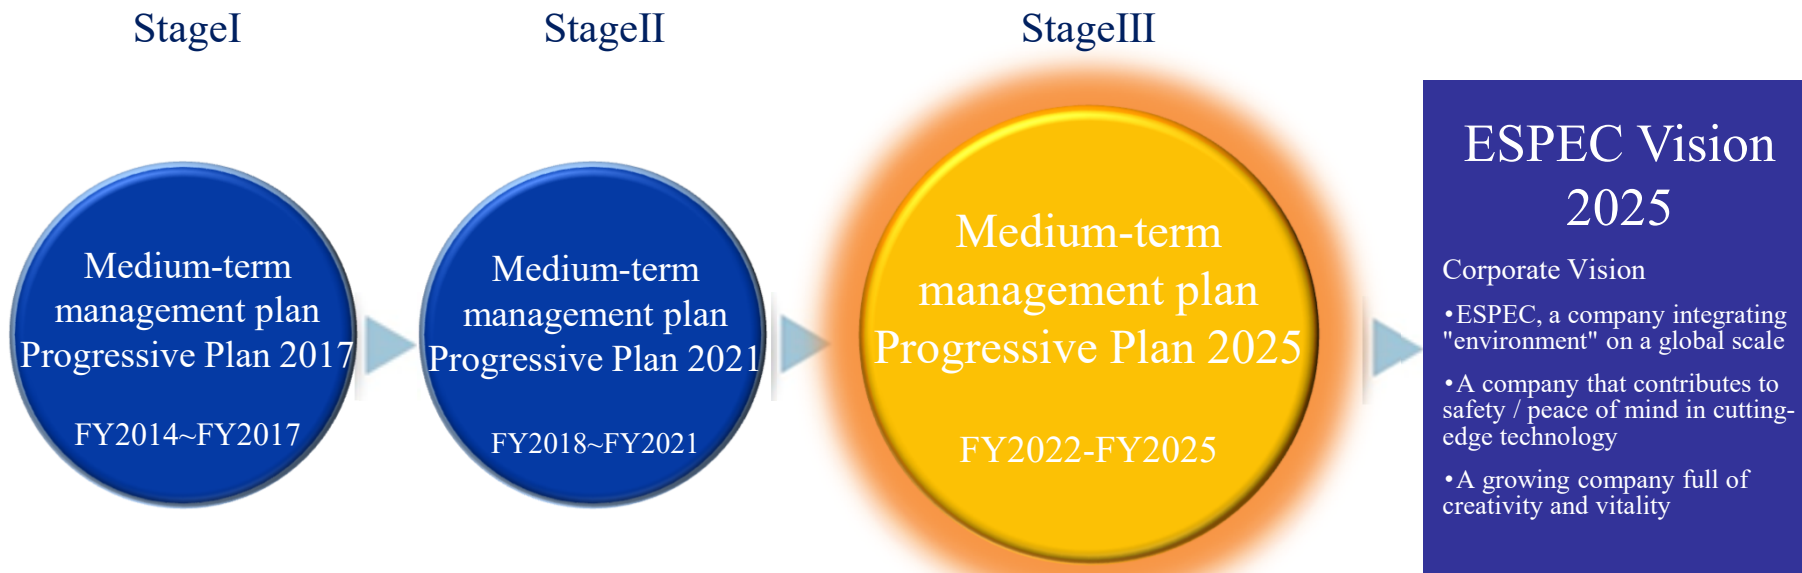 StageI
StageII
StageIII
Medium-term
management plan
Progressive Plan 2017
FY2014~FY2017
Medium-term
management plan
Progressive Plan 2021
FY2018~FY2021
Medium-term
management plan
Progressive Plan 2025
FY2022-FY2025
ESPEC Vision
2025
Corporate Vision
•ESPEC, a company integrating
"environment" on a global scale
•A company that contributes to
safety / peace of mind in cutting-
edge technology
•A growing company full of
creativity and vitality